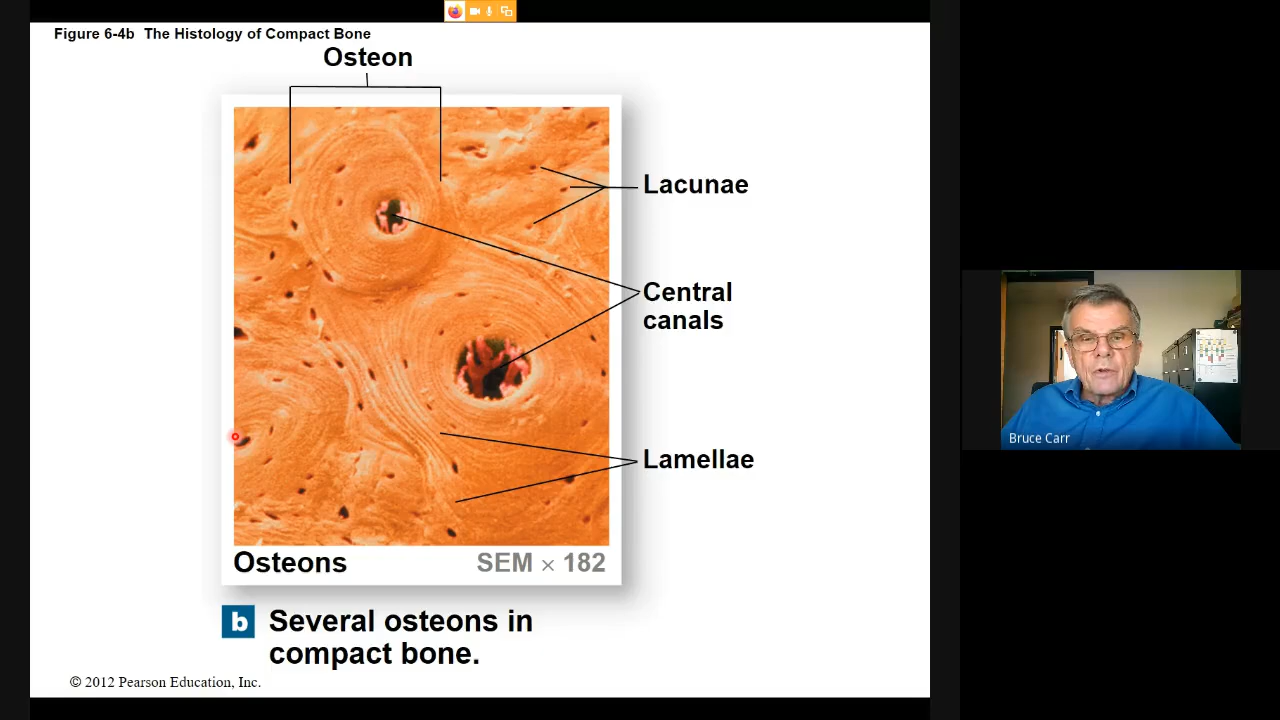 Figure 6-4b The Histology of Compact Bone
Osteon
Lacunae
Central
canals
Lamellae
Osteons SEM × 182
b Several osteons in
compact bone.
© 2012 Pearson Education, Inc.
Bruce Carr